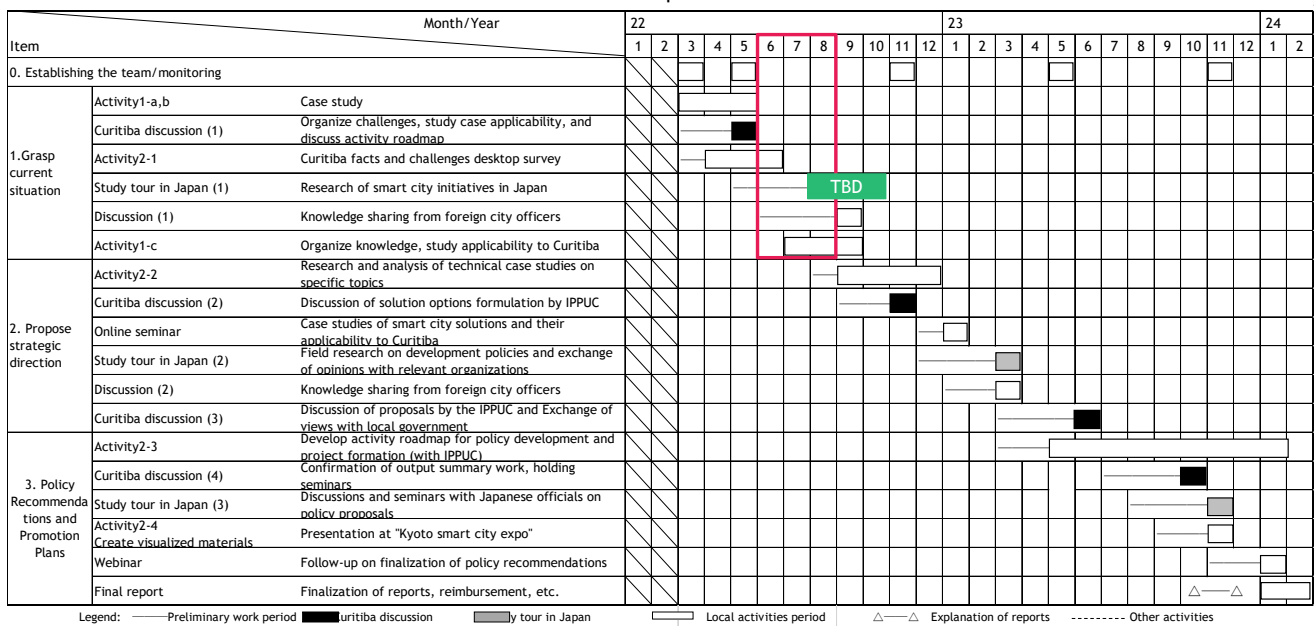 Month/Year
22
23
24
Item
1 2 3 4 5 6 7 8 9 10 11 12 1 2 3 4 5 6 7 8 9 10 11 12 1 2
0. Establishing the team/monitoring
1.Grasp
current
situation
Activity1-a,b
Case study
Curitiba discussion (1)
Organize challenges, study case applicability, and
discuss activity roadmap
Activity2-1
Curitiba facts and challenges desktop survey
Study tour in Japan (1)
Research of smart city initiatives in Japan
TBD
Discussion (1)
Knowledge sharing from foreign city officers
Activity1-c
Organize knowledge, study applicability to Curitiba
2. Propose
strategic
direction
Activity2-2
Research and analysis of technical case studies on
specific topics
Curitiba discussion (2)
Discussion of solution options formulation by IPPUC
Online seminar
Case studies of smart city solutions and their
applicability to Curitiba
Study tour in Japan (2)
Field research on development policies and exchange
of opinions with relevant organizations
Discussion (2)
Knowledge sharing from foreign city officers
Curitiba discussion (3)
Discussion of proposals by the IPPUC and Exchange of
views with local government
3. Policy
Recommenda
tions and
Promotion
Plans
Activity2-3
Develop activity roadmap for policy development and
project formation (with IPPUC)
Curitiba discussion (4)
Confirmation of output summary work, holding
seminars
Study tour in Japan (3)
Discussions and seminars with Japanese officials on
policy proposals
Activity2-4
Create visualized materials
Presentation at "Kyoto smart city expo"
Webinar
Follow-up on finalization of policy recommendations
Final report
Finalization of reports, reimbursement, etc.
Legend: Preliminary work period uritiba discussion y tour in Japan Local activities period Explanation of reports Other activities